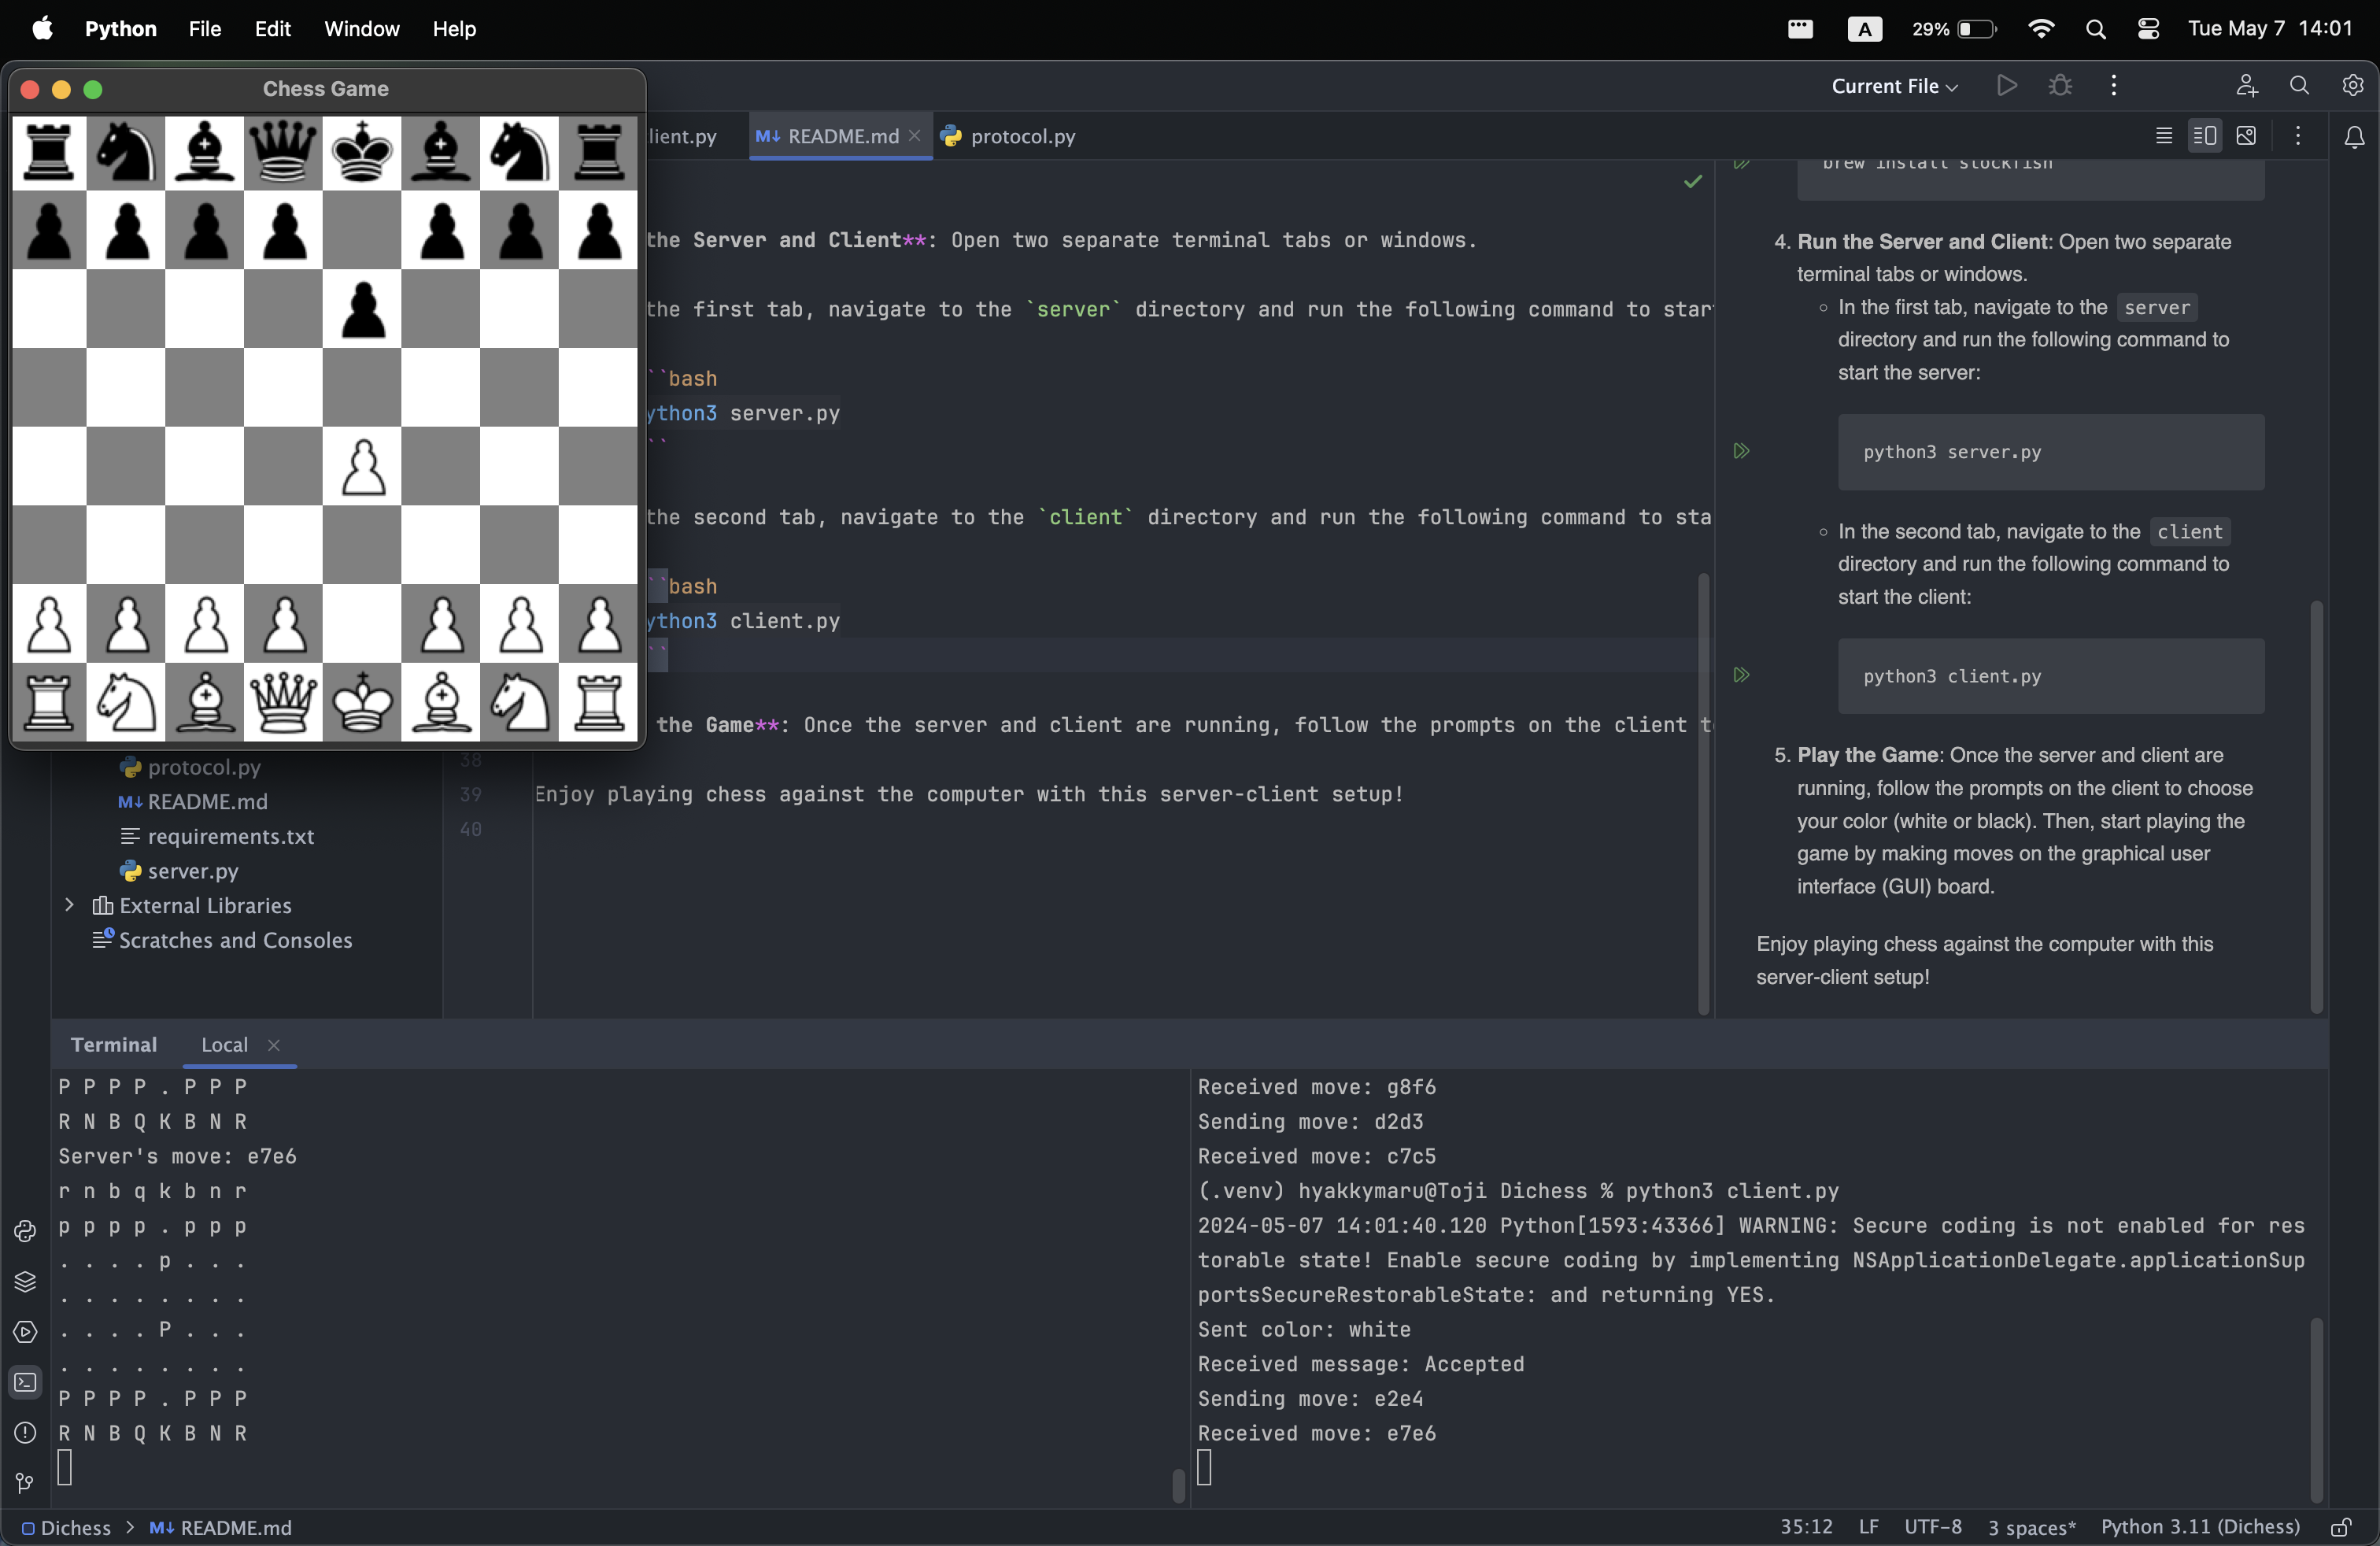 Python File Edit Window Help
A 29% Tue May 7 14:01
Chess Game
Current File
lient.py README.md protocol.py
the Server and Client**: Open two separate terminal tabs or windows.
the first tab, navigate to the `server` directory and run the following command to star
``bash
ython3 server.py
``
the second tab, navigate to the `client` directory and run the following command to sta
``bash
ython3 client.py
``
the Game**: Once the server and client are running, follow the prompts on the client t
38
39 Enjoy playing chess against the computer with this server-client setup!
40
brew install stockfish
4. Run the Server and Client: Open two separate
terminal tabs or windows.
In the first tab, navigate to the server
directory and run the following command to
start the server:
python3 server.py
In the second tab, navigate to the client
directory and run the following command to
start the client:
python3 client.py
5. Play the Game: Once the server and client are
running, follow the prompts on the client to choose
your color (white or black). Then, start playing the
game by making moves on the graphical user
interface (GUI) board.
Enjoy playing chess against the computer with this
server-client setup!
protocol.py
M↓ README.md
requirements.txt
server.py
External Libraries
Scratches and Consoles
Terminal Local
P P P P . P P P
R N B Q K B N R
Server's move: e7e6
r n b q k b n r
p p p p . p p p
. . . . p . . .
. . . . . . . .
. . . . P . . .
. . . . . . . .
P P P P . P P P
R N B Q K B N R
Received move: g8f6
Sending move: d2d3
Received move: c7c5
(.venv) hyakkymaru@Toji Dichess % python3 client.py
2024-05-07 14:01:40.120 Python[1593:43366] WARNING: Secure coding is not enabled for res
torable state! Enable secure coding by implementing NSApplicationDelegate.applicationSup
portsSecureRestorableState: and returning YES.
Sent color: white
Received message: Accepted
Sending move: e2e4
Received move: e7e6
Dichess > M↓ README.md
35:12 LF UTF-8 3 spaces* Python 3.11 (Dichess)